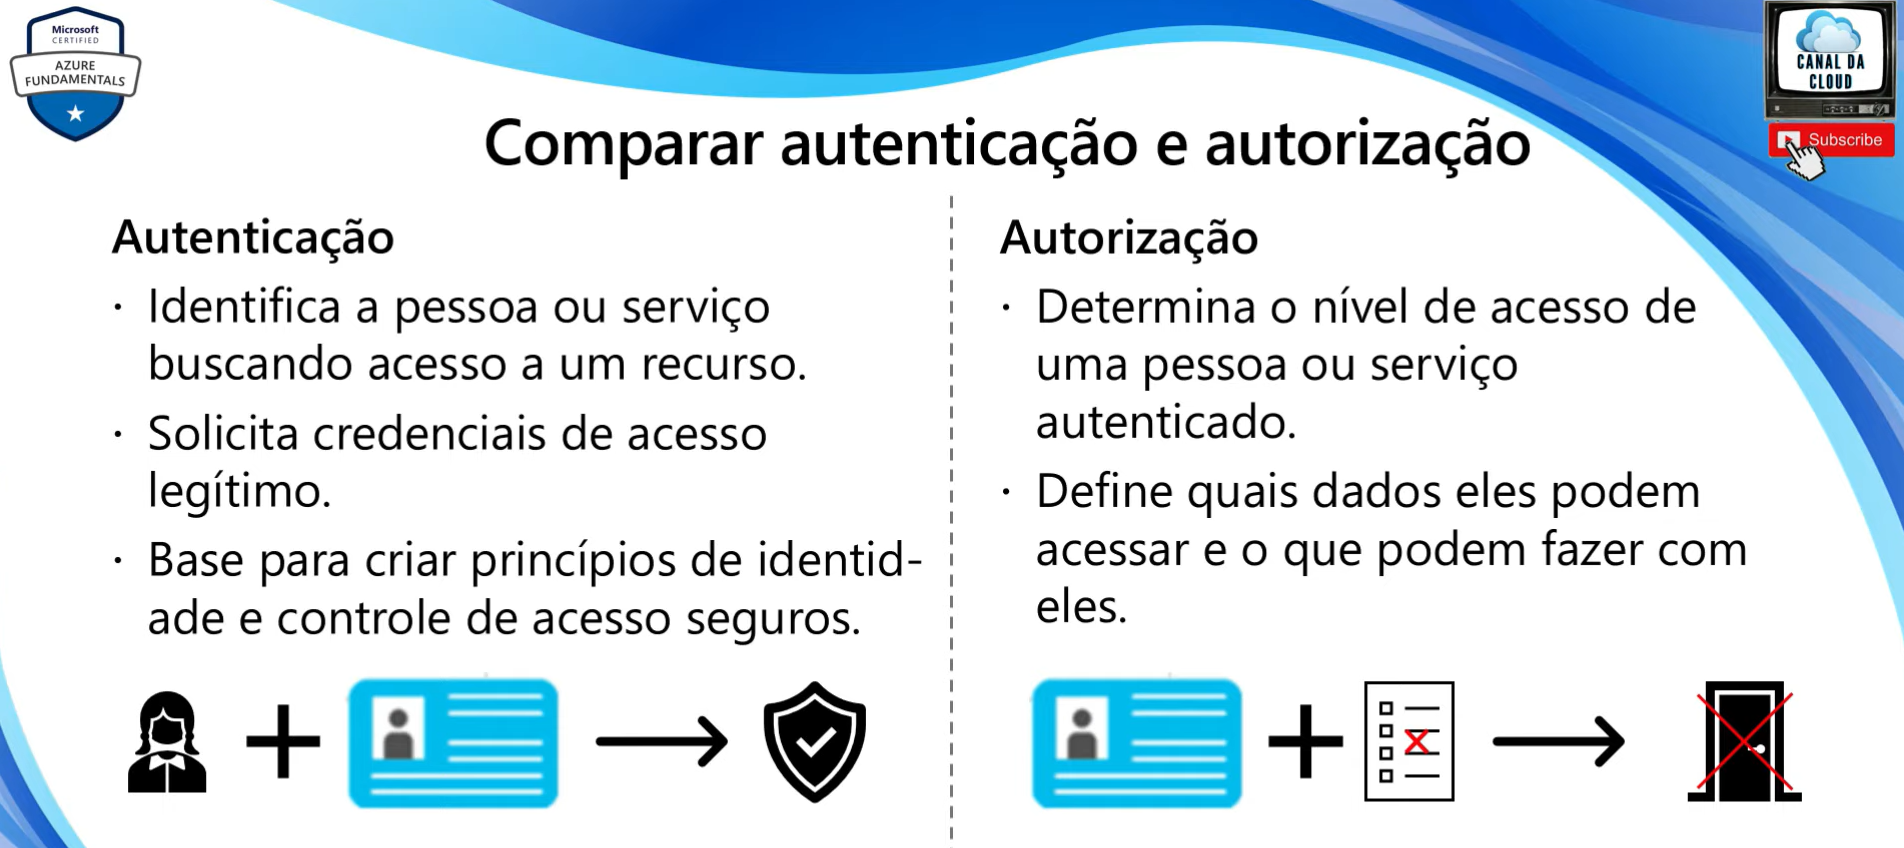 Microsoft
CERTIFIED
AZURE
FUNDAMENTALS
CANAL DA
CLOUD
Subscribe
Comparar autenticação e autorização
Autenticação
· Identifica a pessoa ou serviço
buscando acesso a um recurso.
· Solicita credenciais de acesso
legítimo.
· Base para criar princípios de identid-
ade e controle de acesso seguros.
Autorização
· Determina o nível de acesso de
uma pessoa ou serviço
autenticado.
· Define quais dados eles podem
acessar e o que podem fazer com
eles.